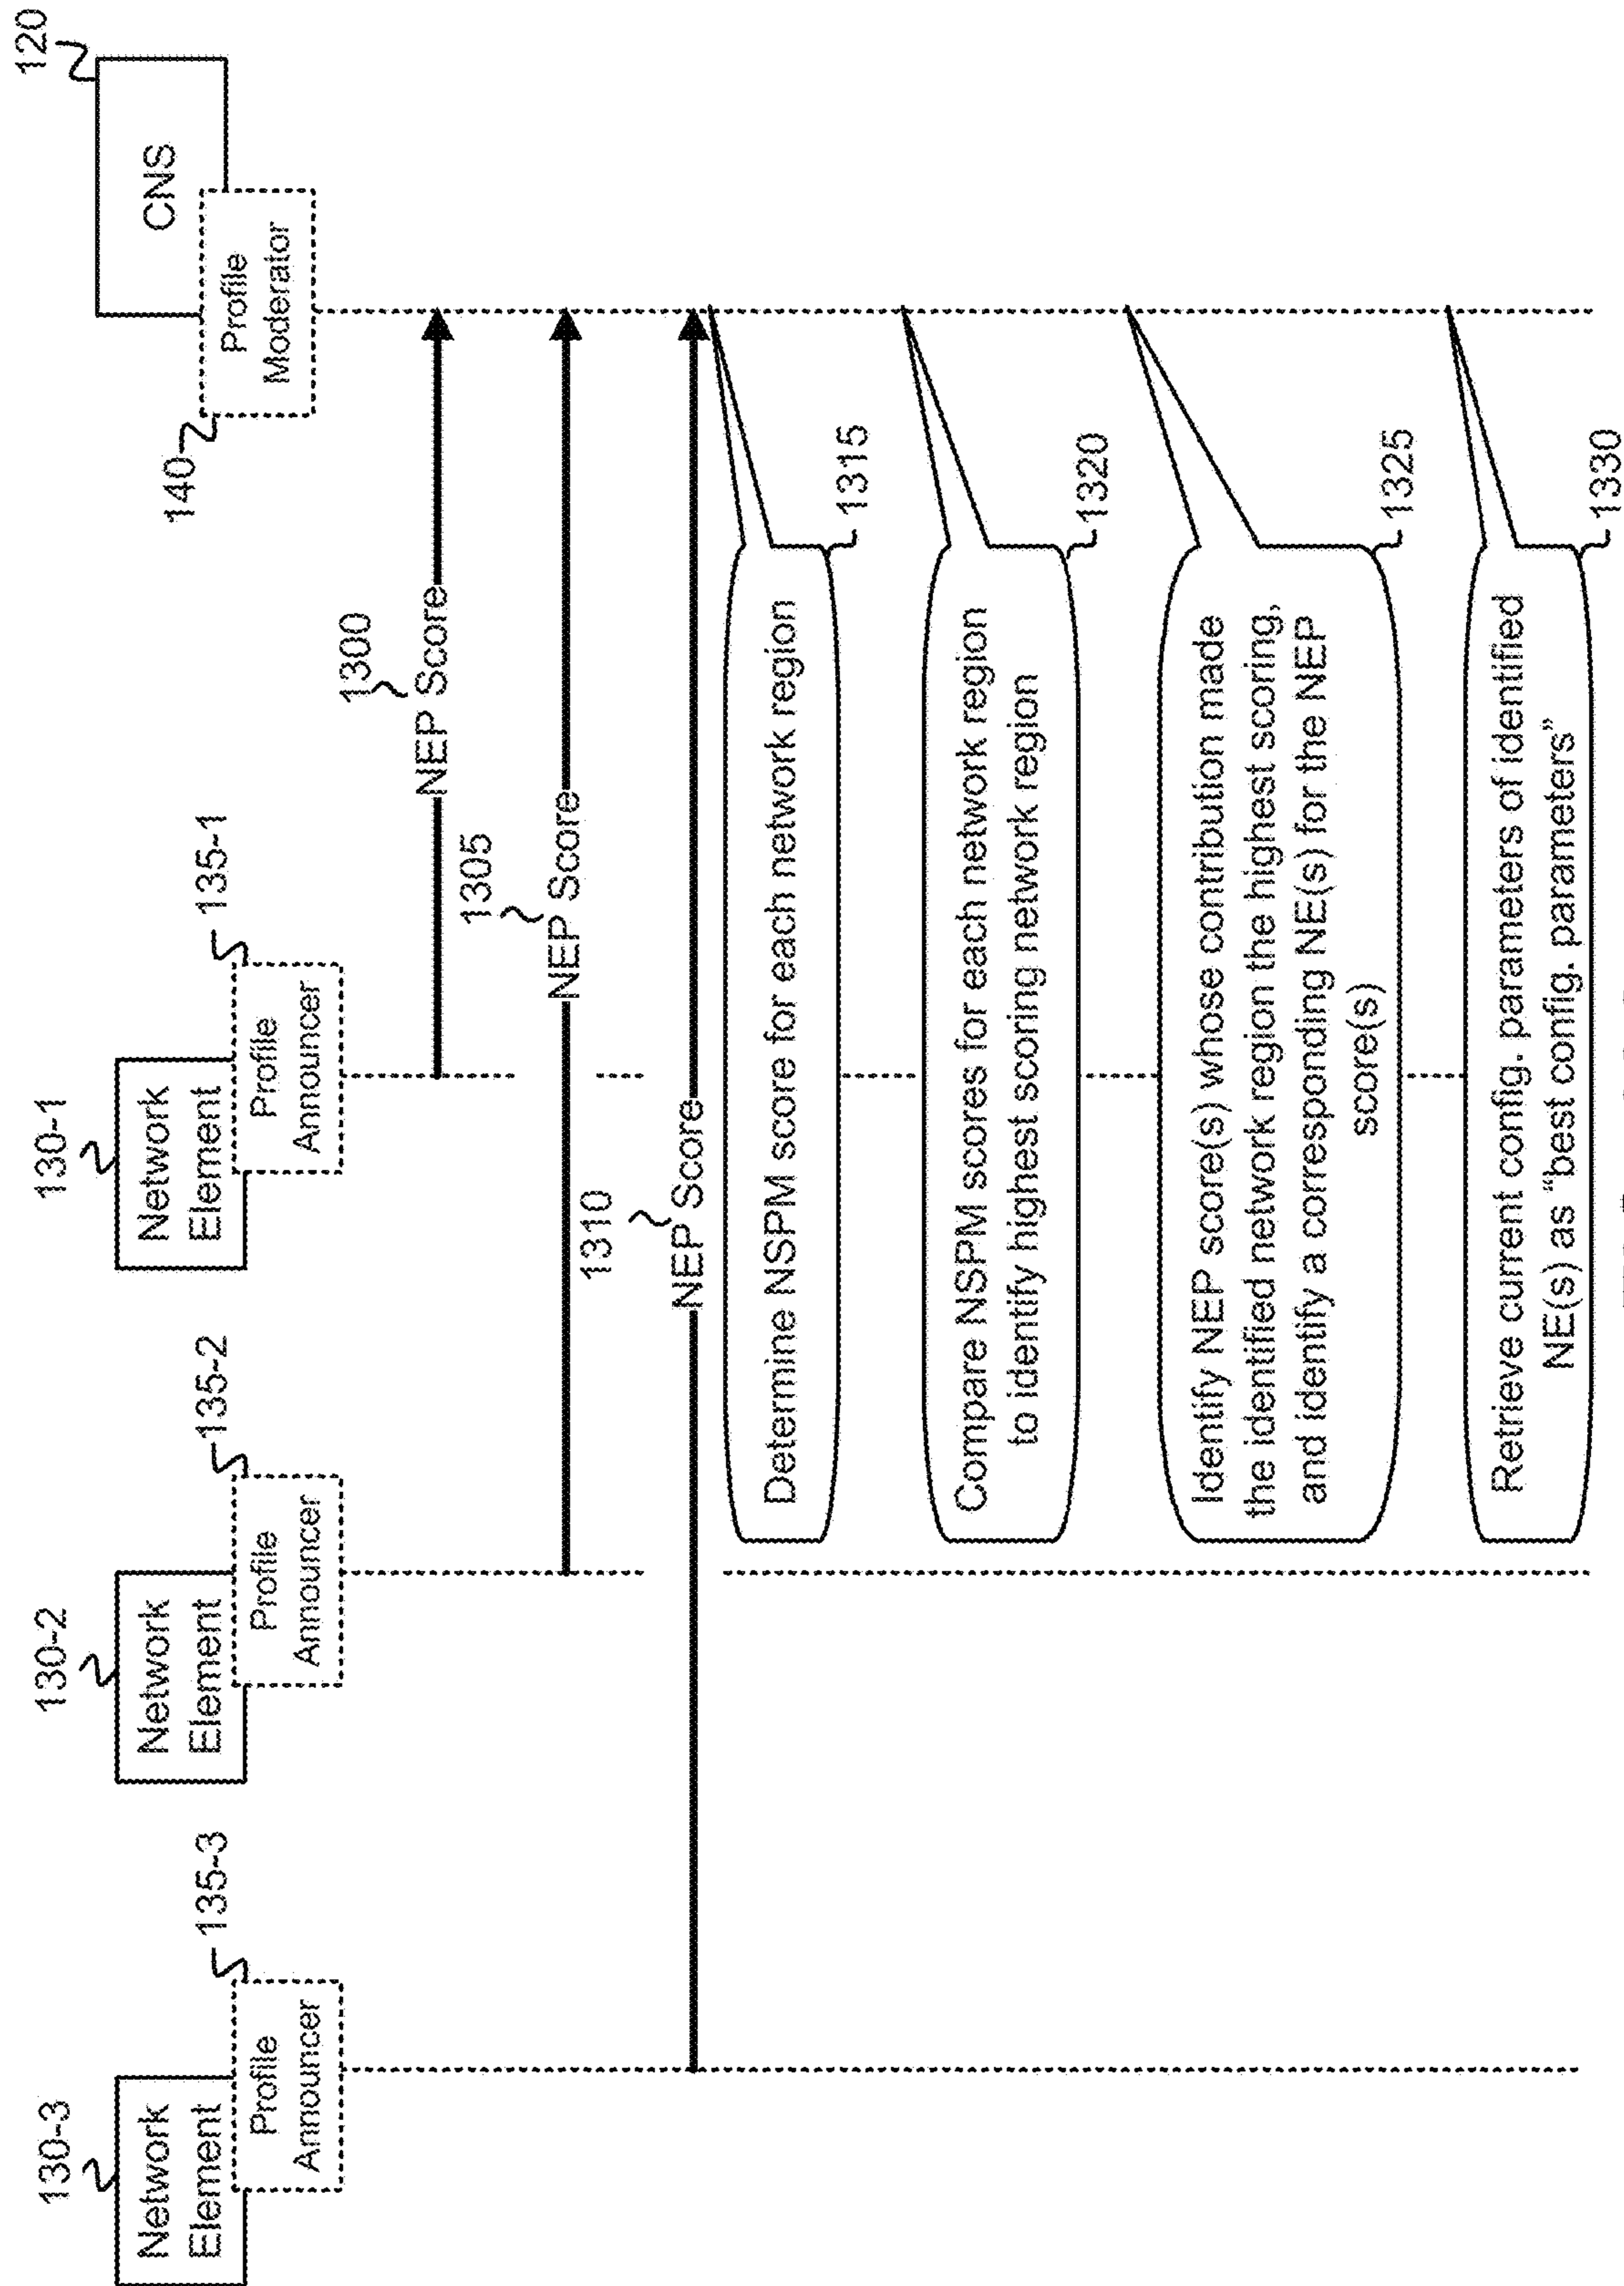 130-3
130-2
130-1
120
Network
Element
Network
Element
Network
Element
CNS
135-3
135-2
135-1
140
Profile
Announcer
Profile
Announcer
Profile
Announcer
Profile
Moderator
1300
NEP Score
1305
NEP Score
1310
NEP Score
Determine NSPM score for each network region
1315
Compare NSPM scores for each network region
to identify highest scoring network region
1320
Identify NEP score(s) whose contribution made
the identified network region the highest scoring,
and identify a corresponding NE(s) for the NEP
score(s)
1325
Retrieve current config. parameters of identified
NE(s) as "best config. parameters"
1330